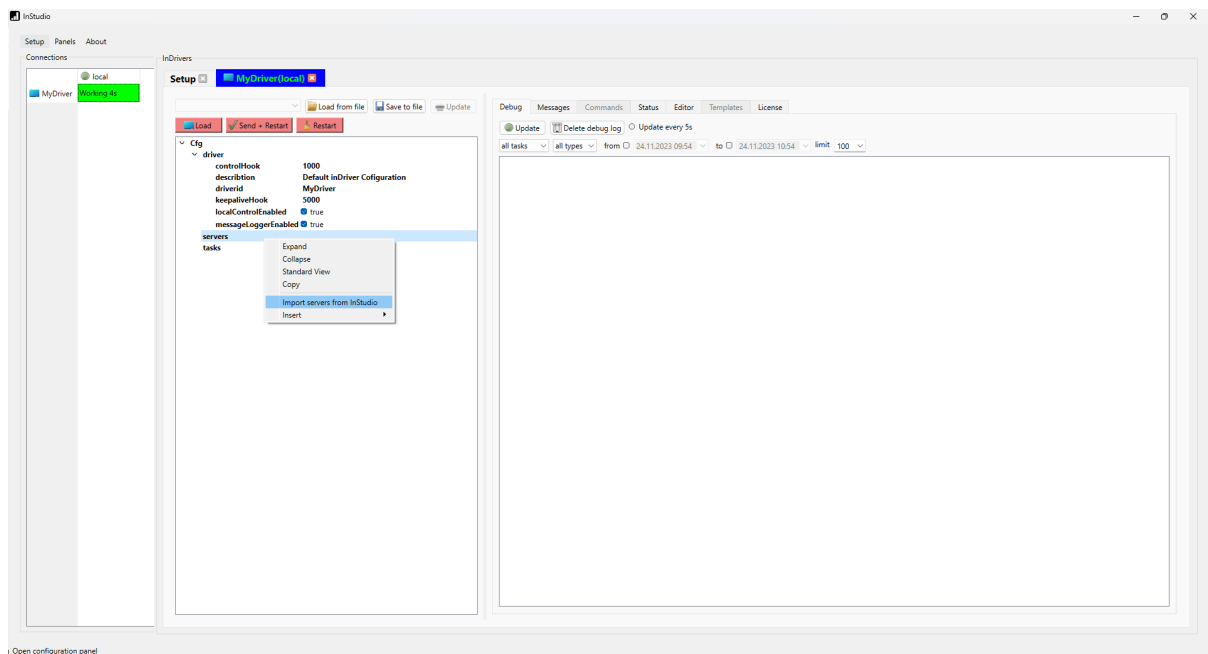 InStudio
Setup Panels About
Connections
local
MyDriver Working 4s
InDrivers
Setup MyDriver(local)
Load from file Save to file Update
Load Send + Restart Restart
Cfg
driver
controlHook 1000
describtion Default inDriver Cofiguration
driverid MyDriver
keepaliveHook 5000
localControlEnabled true
messageLoggerEnabled true
servers
tasks
Expand
Collapse
Standard View
Copy
Import servers from InStudio
Insert
Debug Messages Commands Status Editor Templates License
Update Delete debug log Update every 5s
all tasks all types from 24.11.2023 09:54 to 24.11.2023 10:54 limit 100
Open configuration panel